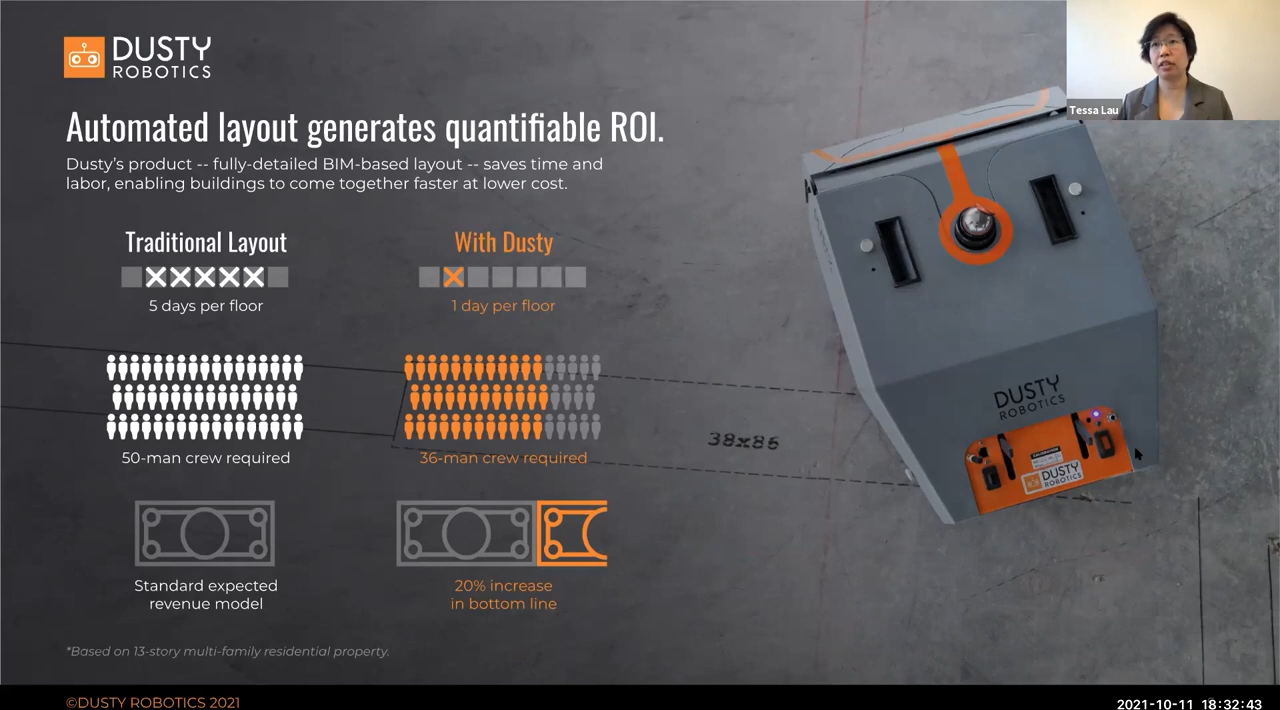 DUSTY
ROBOTICS
Tessa Lau
Automated layout generates quantifiable ROI.
Dusty's product -- fully-detailed BIM-based layout -- saves time and
labor, enabling buildings to come together faster at lower cost.
Traditional Layout
5 days per floor
50-man crew required
Standard expected
revenue model
With Dusty
1 day per floor
36-man crew required
20% increase
in bottom line
38x86
DUSTY
ROBOTICS
DUSTY
ROBOTICS
*Based on 13-story multi-family residential property.
©DUSTY ROBOTICS 2021
2021-10-11 18:32:43